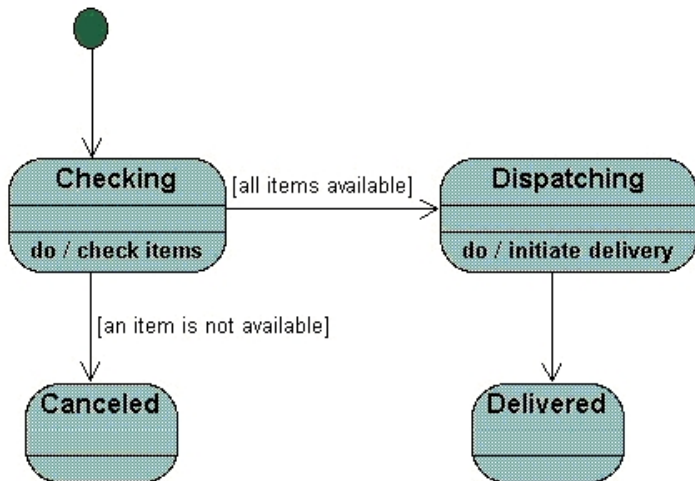 Checking
[all items available]
Dispatching
do / check items
do / initiate delivery
[an item is not available]
Canceled
Delivered